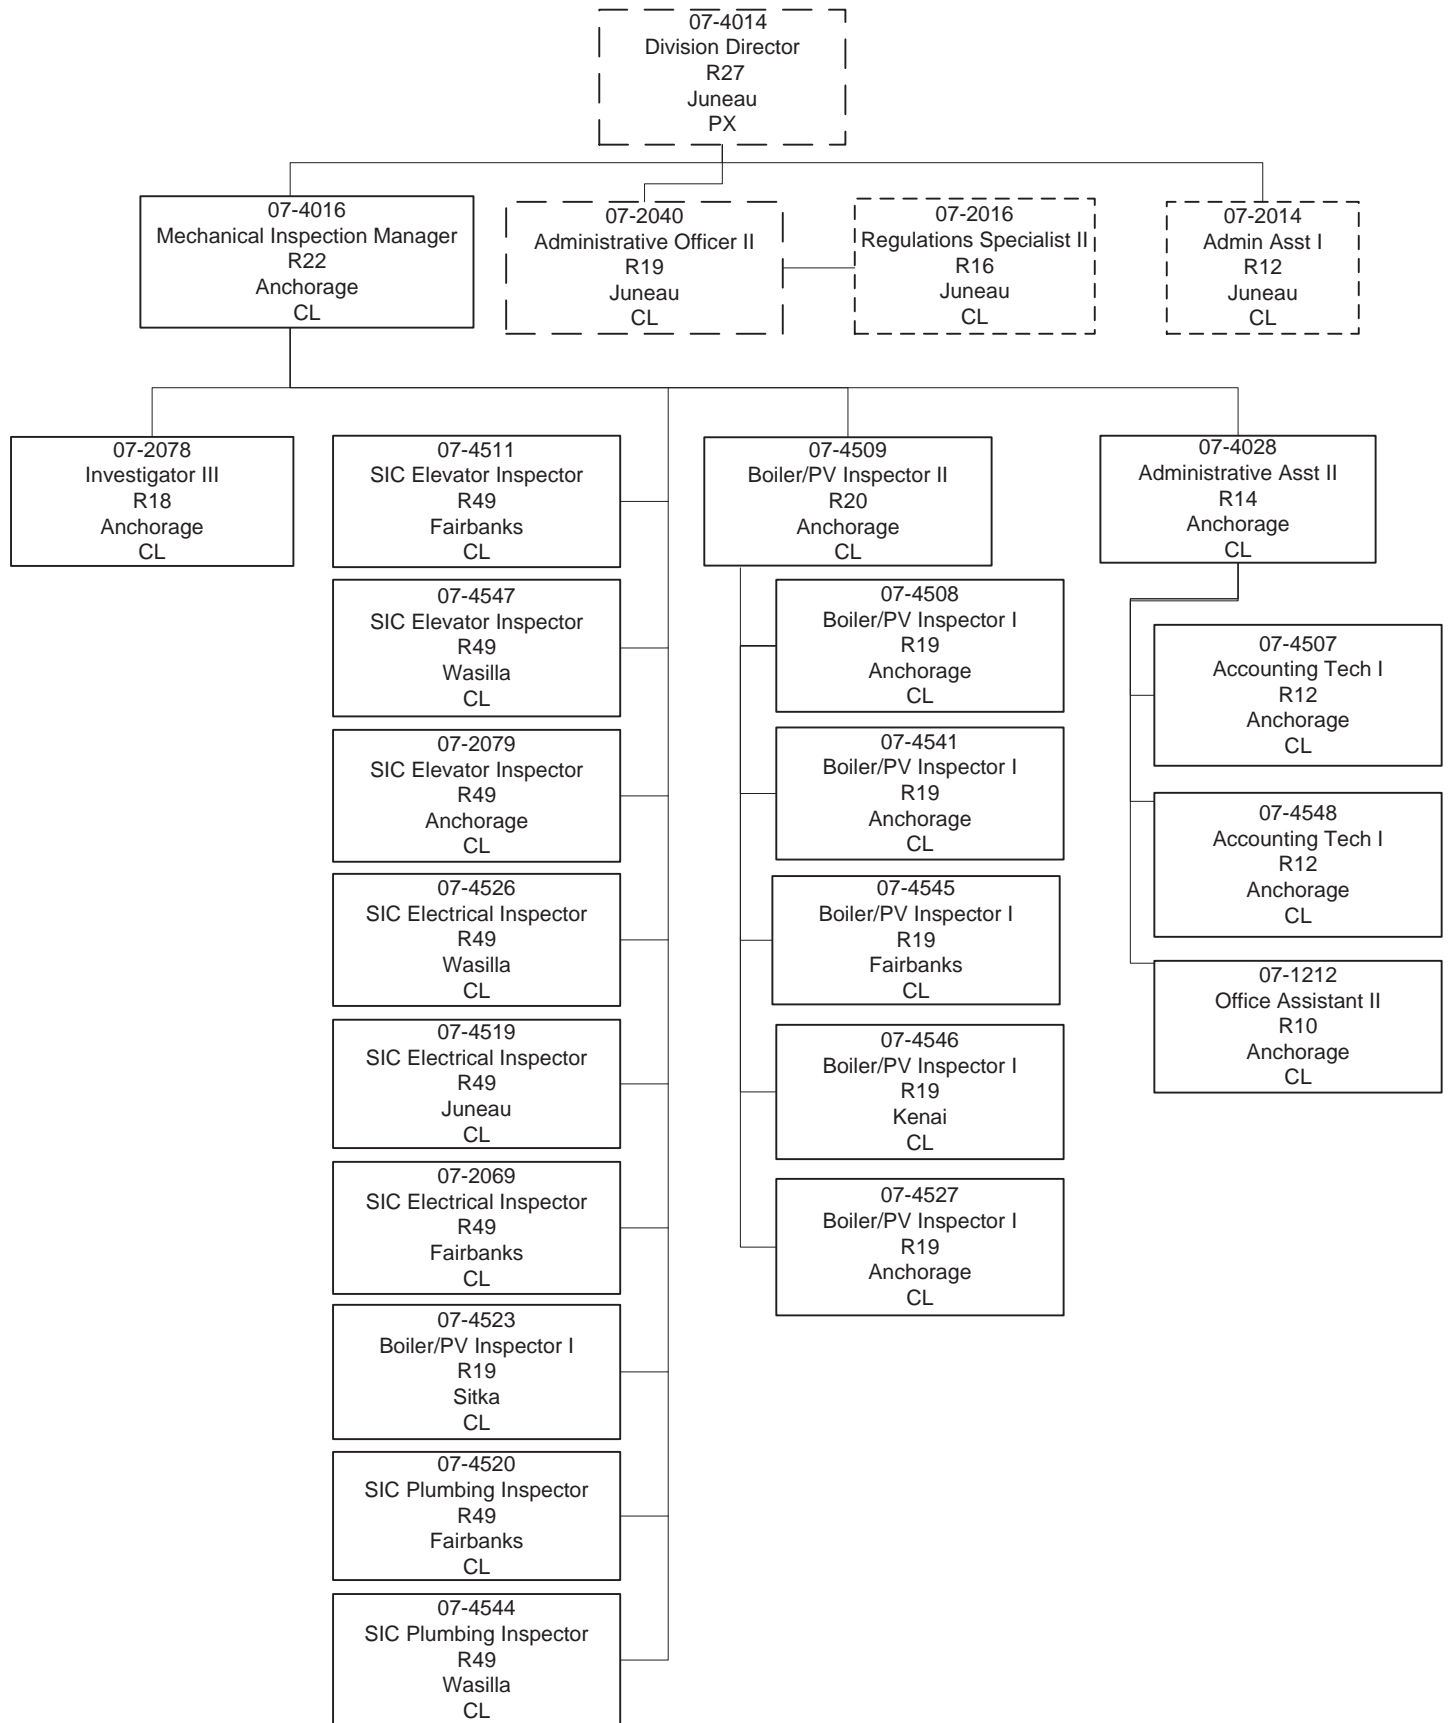 07-4014
Division Director
R27
Juneau
PX
07-4016
Mechanical Inspection Manager
R22
Anchorage
CL
07-2040
Administrative Officer II
R19
Juneau
CL
07-2016
Regulations Specialist II
R16
Juneau
CL
07-2014
Admin Asst I
R12
Juneau
CL
07-2078
Investigator III
R18
Anchorage
CL
07-4511
SIC Elevator Inspector
R49
Fairbanks
CL
07-4547
SIC Elevator Inspector
R49
Wasilla
CL
07-2079
SIC Elevator Inspector
R49
Anchorage
CL
07-4526
SIC Electrical Inspector
R49
Wasilla
CL
07-4519
SIC Electrical Inspector
R49
Juneau
CL
07-2069
SIC Electrical Inspector
R49
Fairbanks
CL
07-4523
Boiler/PV Inspector I
R19
Sitka
CL
07-4520
SIC Plumbing Inspector
R49
Fairbanks
CL
07-4544
SIC Plumbing Inspector
R49
Wasilla
CL
07-4509
Boiler/PV Inspector II
R20
Anchorage
CL
07-4508
Boiler/PV Inspector I
R19
Anchorage
CL
07-4541
Boiler/PV Inspector I
R19
Anchorage
CL
07-4545
Boiler/PV Inspector I
R19
Fairbanks
CL
07-4546
Boiler/PV Inspector I
R19
Kenai
CL
07-4527
Boiler/PV Inspector I
R19
Anchorage
CL
07-4028
Administrative Asst II
R14
Anchorage
CL
07-4507
Accounting Tech I
R12
Anchorage
CL
07-4548
Accounting Tech I
R12
Anchorage
CL
07-1212
Office Assistant II
R10
Anchorage
CL